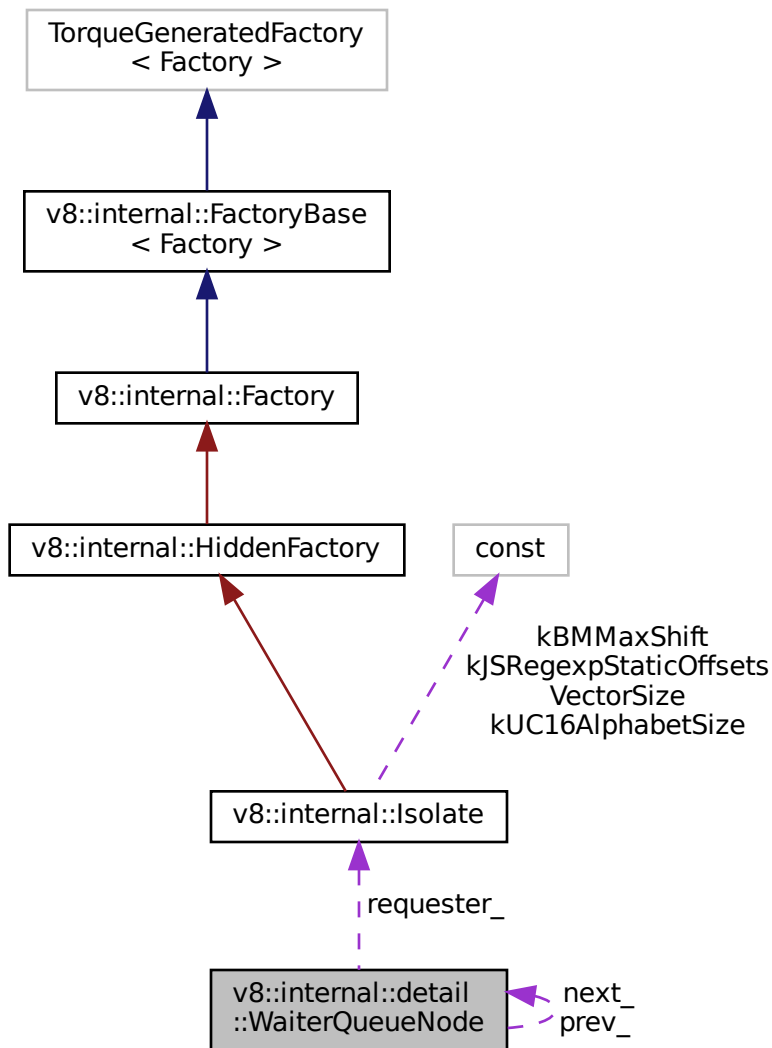 TorqueGeneratedFactory
< Factory >
v8::internal::FactoryBase
< Factory >
v8::internal::Factory
v8::internal::HiddenFactory
const
kBMMaxShift
kJSRegexpStaticOffsets
VectorSize
kUC16AlphabetSize
v8::internal::Isolate
requester_
v8::internal::detail
::WaiterQueueNode
next_
prev_